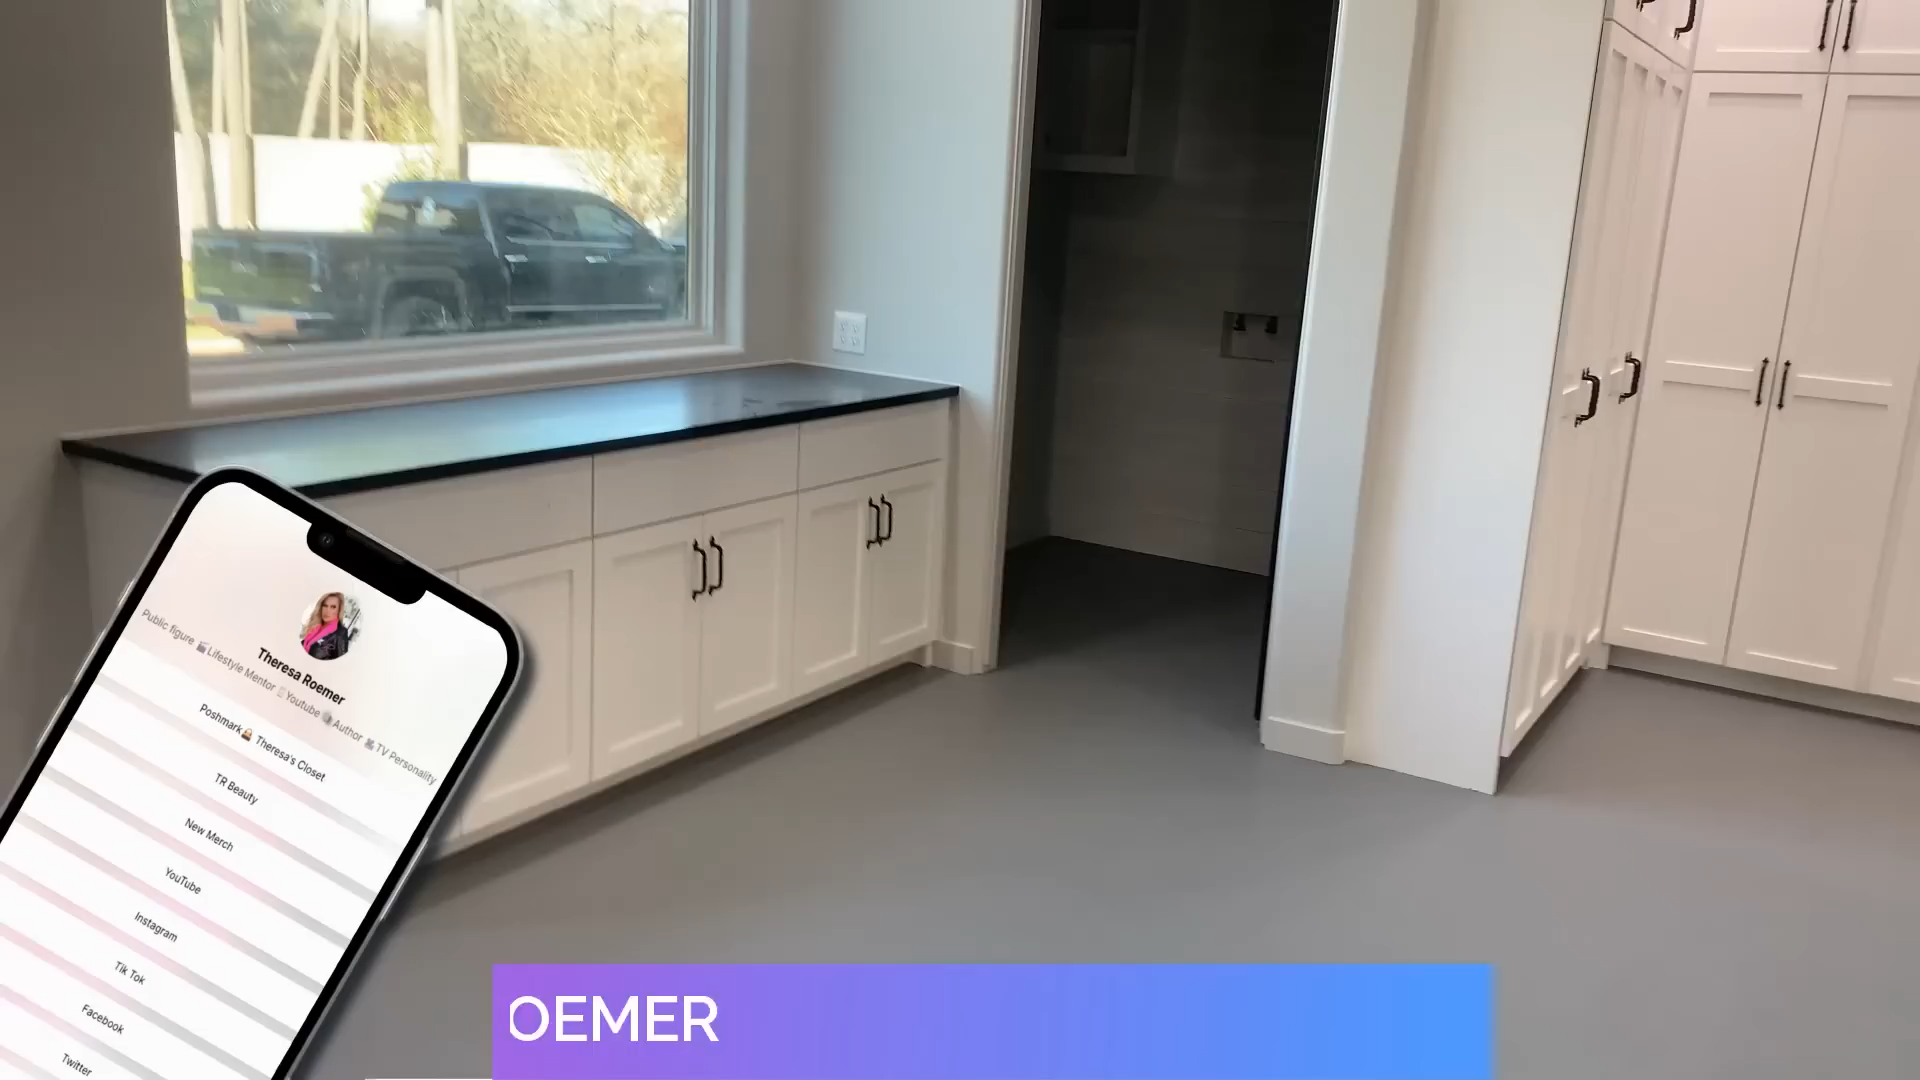 Theresa Roemer
Public figure 🎬Lifestyle Mentor Youtube Author TV Personality
Poshmark👜 Theresa's Closet
TR Beauty
New Merch
YouTube
Instagram
Tik Tok
Facebook
Twitter
OEMER